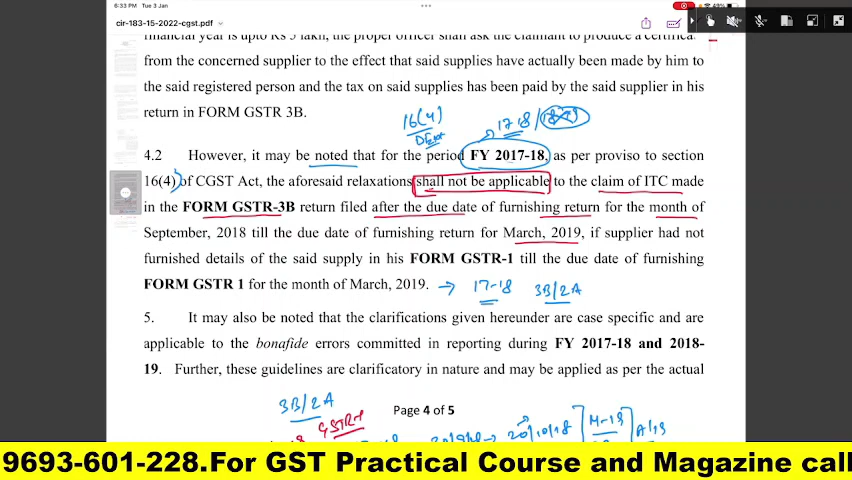 6:33 PM Tue 3 Jan
49%
cir-183-15-2022-cgst.pdf
financial year is upto Rs 5 lakh, the proper officer shall ask the claimant to produce a certifica
from the concerned supplier to the effect that said supplies have actually been made by him to
the said registered person and the tax on said supplies has been paid by the said supplier in his
return in FORM GSTR 3B.
16(4)
17-18/
4.2 However, it may be noted that for the period FY 2017-18, as per proviso to section
16(4) of CGST Act, the aforesaid relaxations shall not be applicable to the claim of ITC made
in the FORM GSTR-3B return filed after the due date of furnishing return for the month of
September, 2018 till the due date of furnishing return for March, 2019, if supplier had not
furnished details of the said supply in his FORM GSTR-1 till the due date of furnishing
FORM GSTR 1 for the month of March, 2019. → 17-18 3B/2A
5. It may also be noted that the clarifications given hereunder are case specific and are
applicable to the bonafide errors committed in reporting during FY 2017-18 and 2018-
19. Further, these guidelines are clarificatory in nature and may be applied as per the actual
3B/2A
Page 4 of 5
GSTR-1
20/10/18
M-19
A/19
9693-601-228.For GST Practical Course and Magazine call